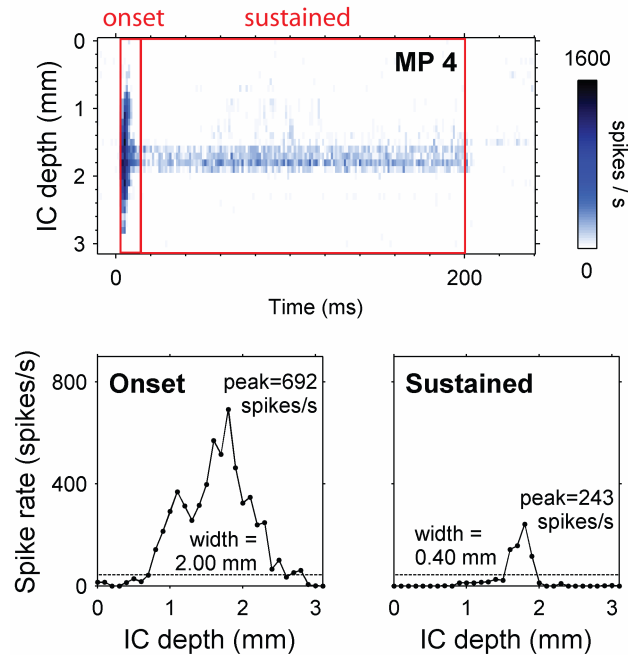 onset
sustained
0
1
2
3
IC depth (mm)
MP 4
0
200
Time (ms)
1600
spikes / s
0
Onset
peak=692
spikes/s
width =
2.00 mm
800
400
0
Spike rate (spikes/s)
0
1
2
3
IC depth (mm)
Sustained
peak=243
spikes/s
width =
0.40 mm
0
1
2
3
IC depth (mm)